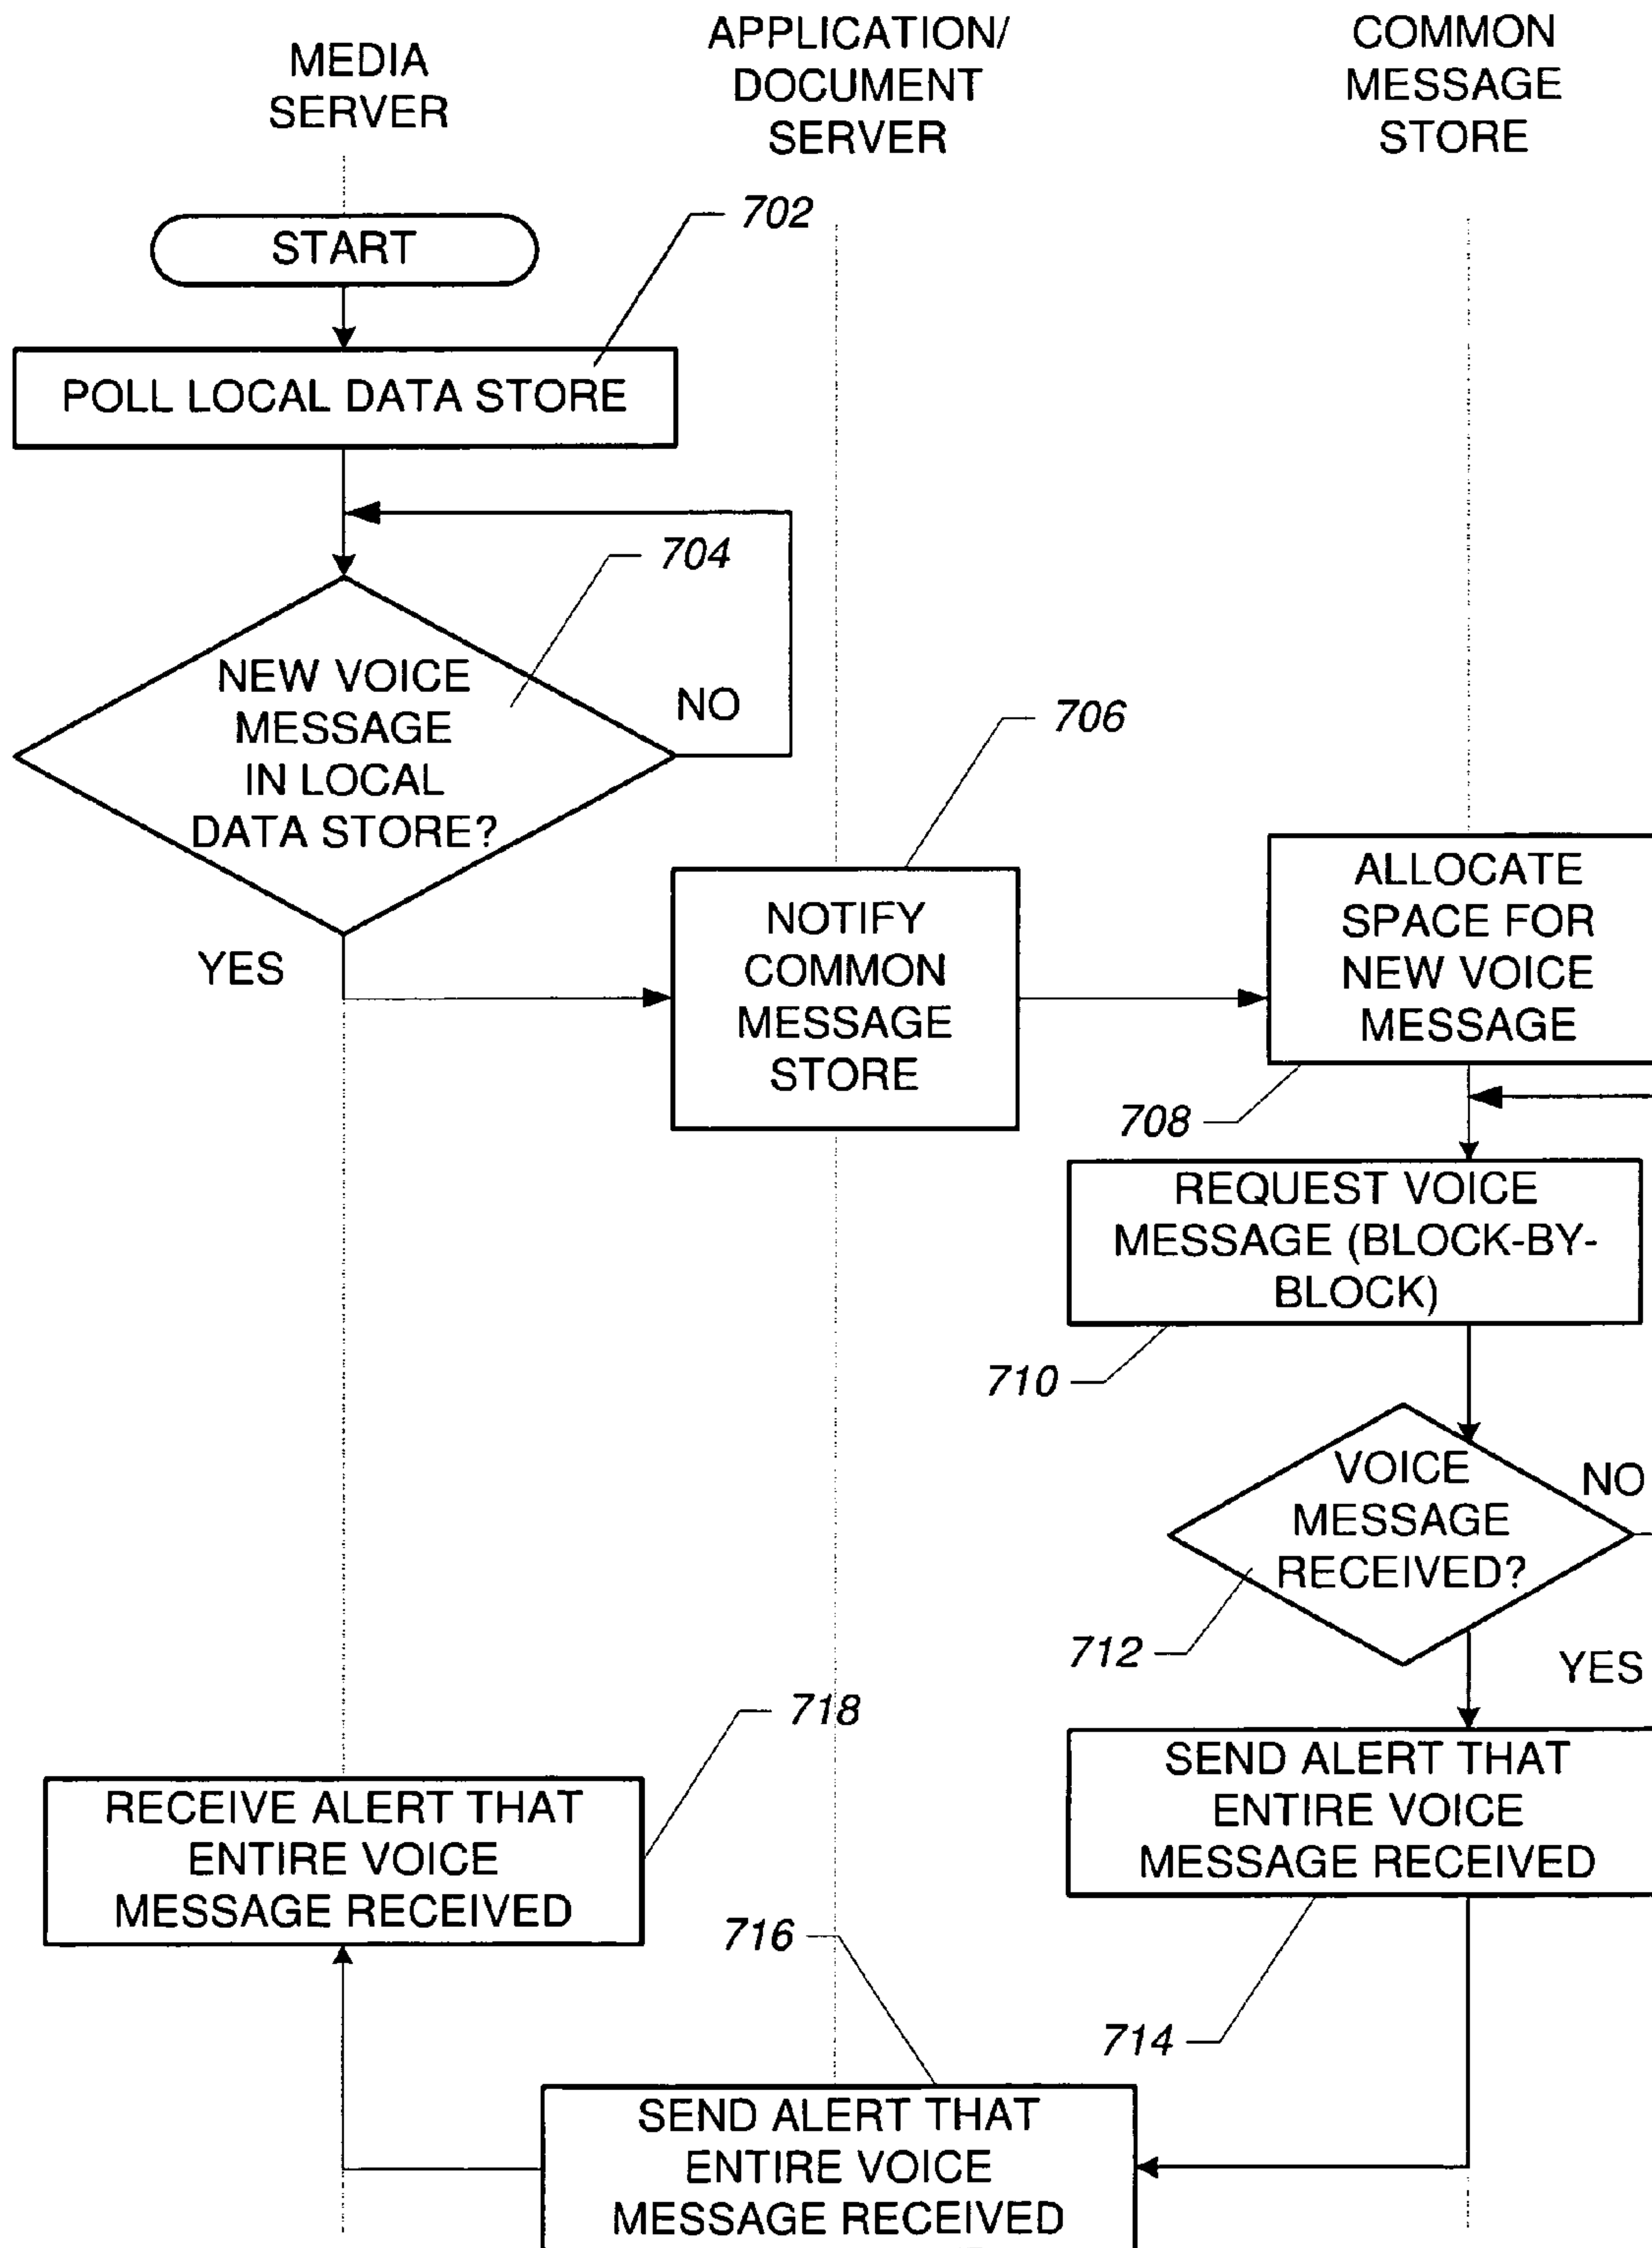 MEDIA
SERVER
APPLICATION/
DOCUMENT
SERVER
COMMON
MESSAGE
STORE
START
702
POLL LOCAL DATA STORE
704
NEW VOICE
MESSAGE
IN LOCAL
DATA STORE?
NO
YES
706
NOTIFY
COMMON
MESSAGE
STORE
ALLOCATE
SPACE FOR
NEW VOICE
MESSAGE
708
REQUEST VOICE
MESSAGE (BLOCK-BY-
BLOCK)
710
VOICE
MESSAGE
RECEIVED?
NO
712
YES
SEND ALERT THAT
ENTIRE VOICE
MESSAGE RECEIVED
714
718
RECEIVE ALERT THAT
ENTIRE VOICE
MESSAGE RECEIVED
716
SEND ALERT THAT
ENTIRE VOICE
MESSAGE RECEIVED